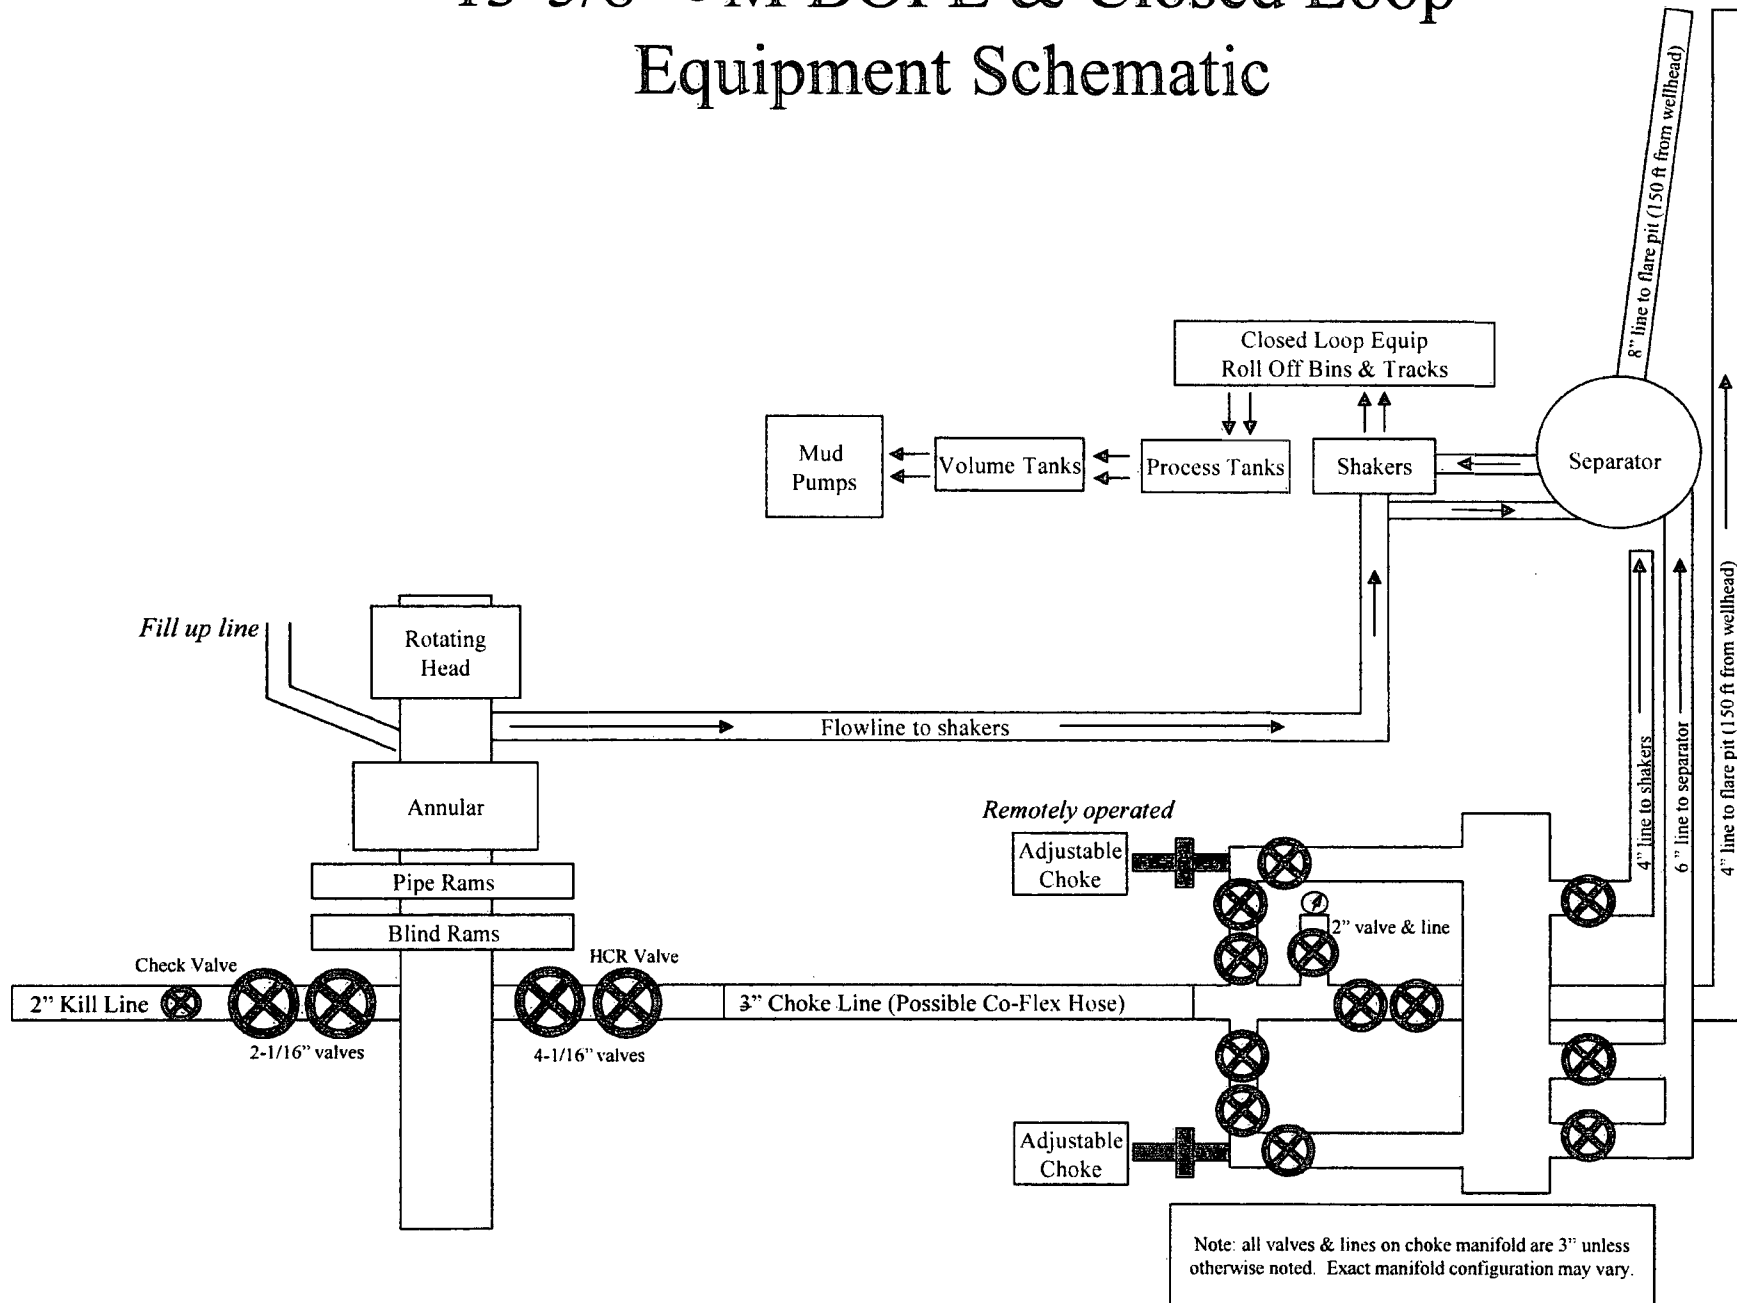 Equipment Schematic
8" line to flare pit (150 ft from wellhead)
Closed Loop Equip
Roll Off Bins & Tracks
Mud
Pumps
Volume Tanks
Process Tanks
Shakers
Separator
Fill up line
Rotating
Head
Flowline to shakers
Annular
Pipe Rams
Blind Rams
Check Valve
HCR Valve
2" Kill Line
3" Choke Line (Possible Co-Flex Hose)
2-1/16" valves
4-1/16" valves
Remotely operated
Adjustable
Choke
2" valve & line
4" line to shakers
6" line to separator
4" line to flare pit (150 ft from wellhead)
Adjustable
Choke
Note: all valves & lines on choke manifold are 3" unless
otherwise noted. Exact manifold configuration may vary.